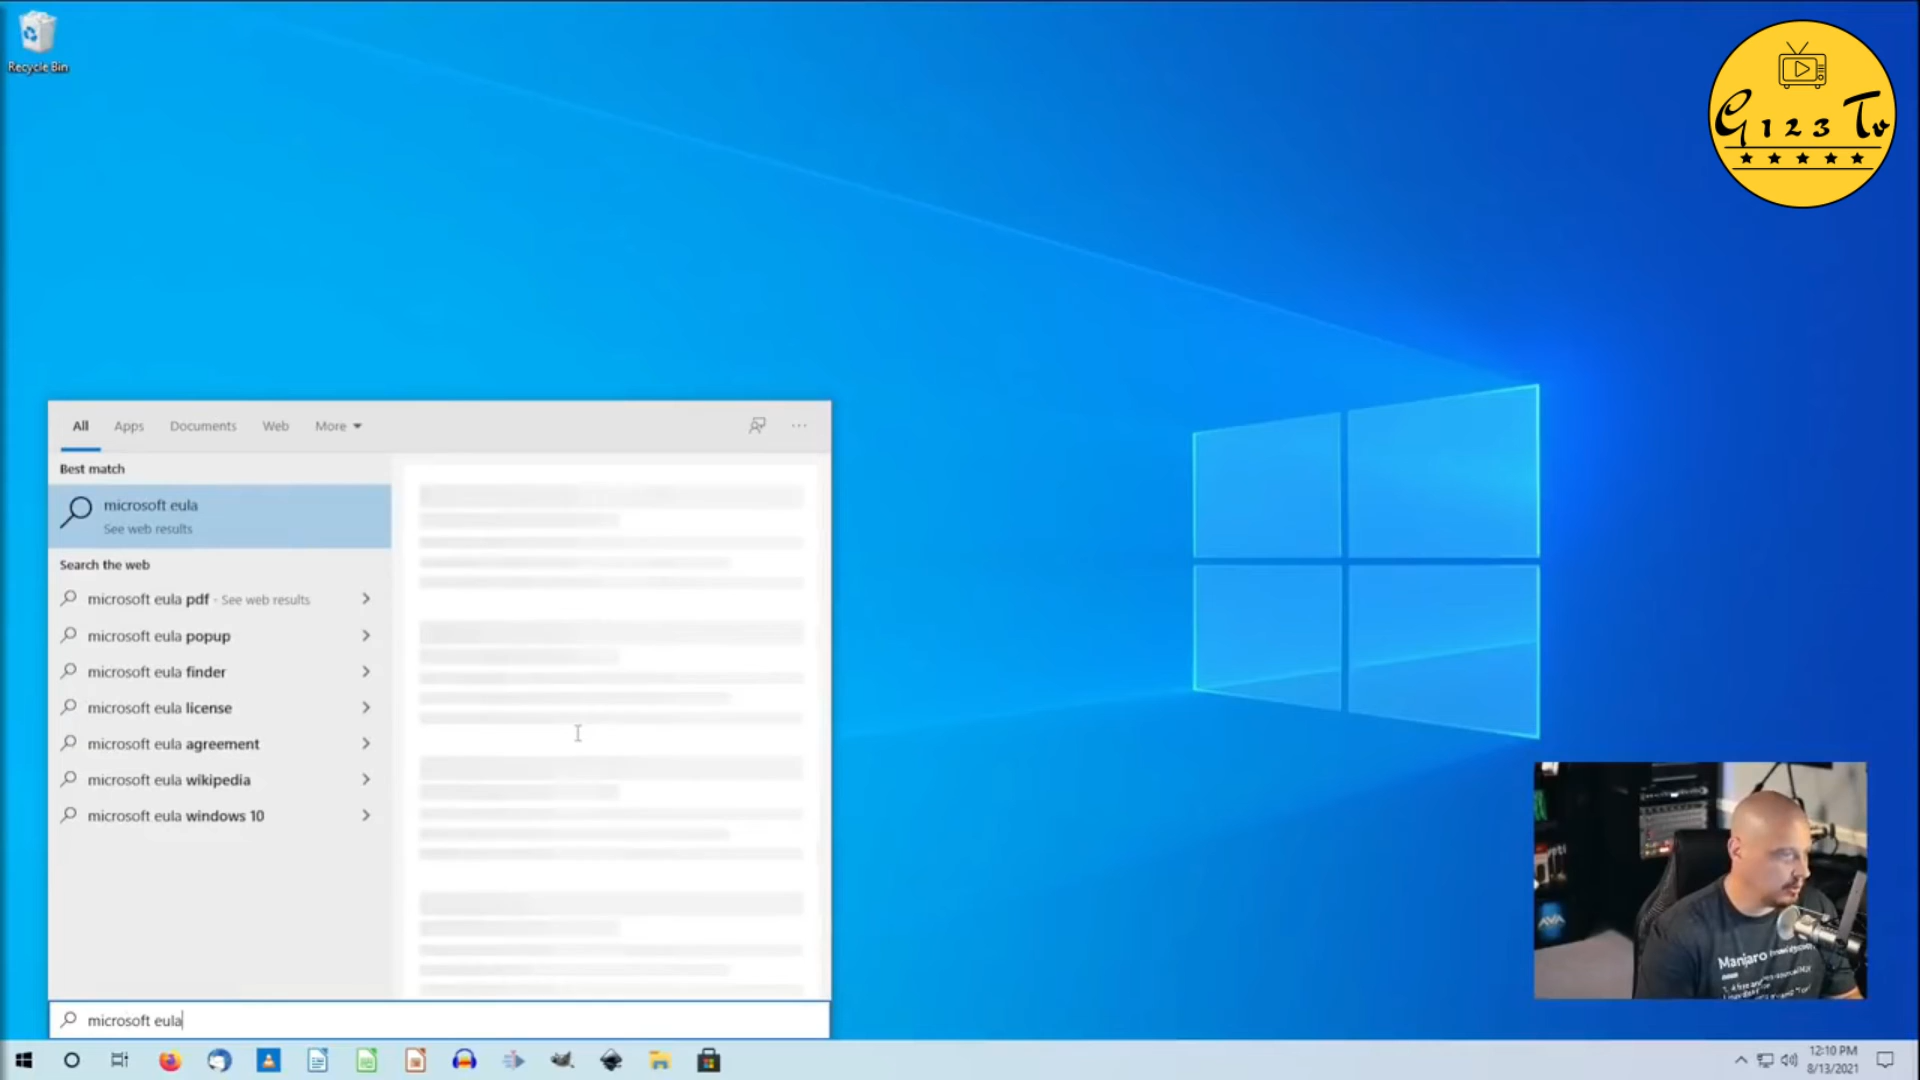 Recycle Bin
G123 Tv
All Apps Documents Web More
Best match
microsoft eula
See web results
Search the web
microsoft eula pdf - See web results
microsoft eula popup
microsoft eula finder
microsoft eula license
microsoft eula agreement
microsoft eula wikipedia
microsoft eula windows 10
microsoft eula
Manjaro
12:10 PM
8/13/2021